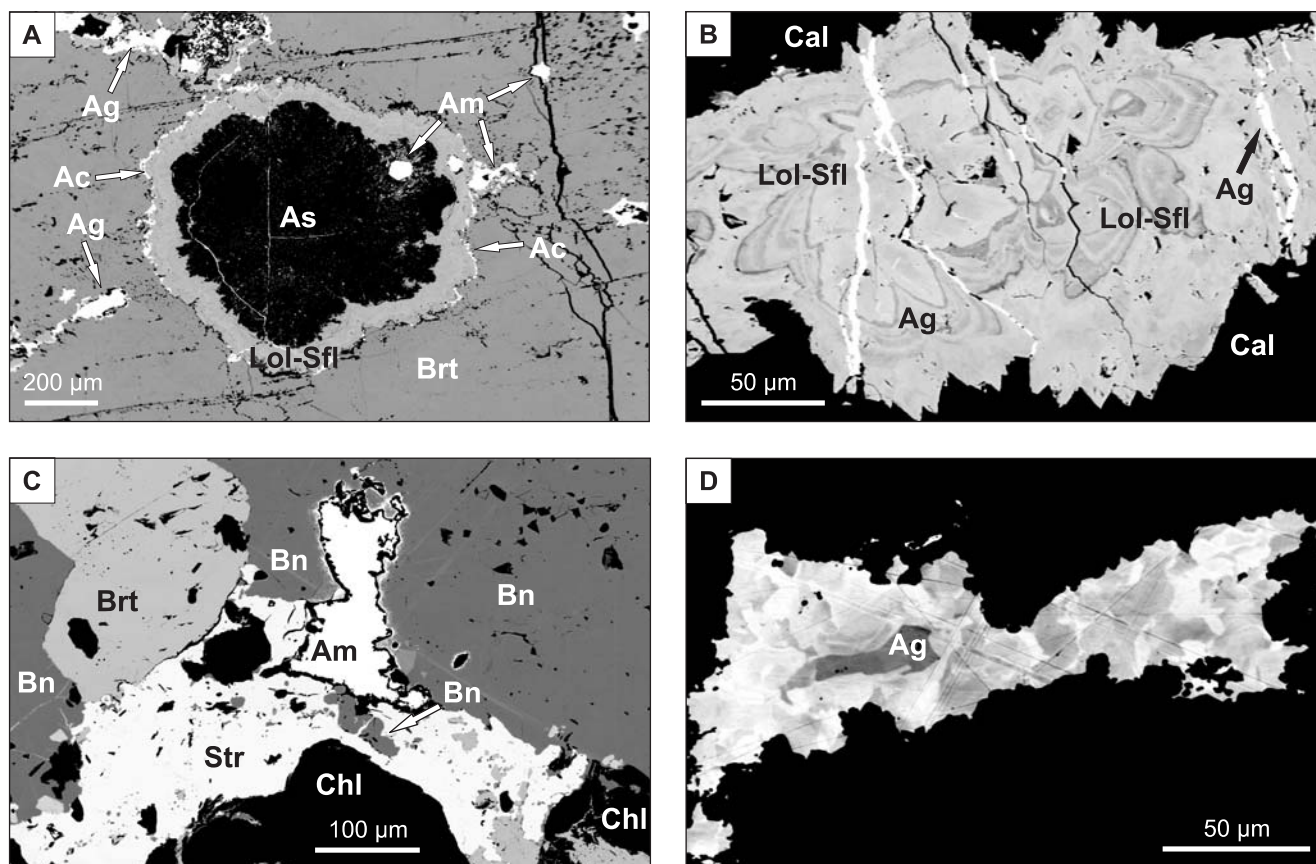 A
Ag
Am
Ac
Ag
As
Ac
Lol-Sfl
Brt
200 µm
B
Cal
Lol-Sfl
Lol-Sfl
Ag
Ag
Cal
50 µm
C
Bn
Brt
Bn
Am
Bn
Bn
Str
Chl
Chl
100 µm
D
Ag
50 µm